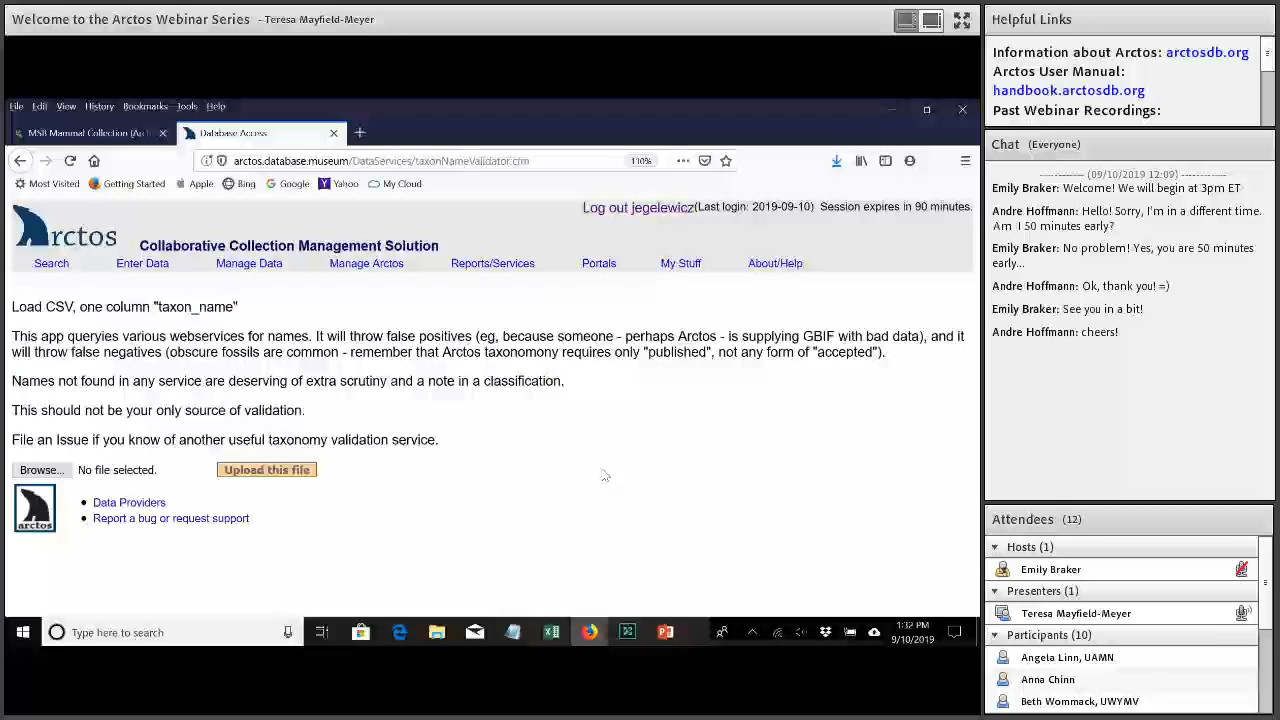 Welcome to the Arctos Webinar Series - Teresa Mayfield-Meyer
File Edit View History Bookmarks Tools Help
MSB Mammal Collection (Arc
Database Access
arctos.database.museum/DataServices/taxonNameValidator.cfm
110%
Most Visited Getting Started Apple Bing Google Yahoo My Cloud
Log out jegelewicz(Last login: 2019-09-10) Session expires in 90 minutes.
arctos Collaborative Collection Management Solution
Search Enter Data Manage Data Manage Arctos Reports/Services Portals My Stuff About/Help
Load CSV, one column "taxon_name"
This app queryies various webservices for names. It will throw false positives (eg, because someone - perhaps Arctos - is supplying GBIF with bad data), and it
will throw false negatives (obscure fossils are common - remember that Arctos taxonomony requires only "published", not any form of "accepted").
Names not found in any service are deserving of extra scrutiny and a note in a classification.
This should not be your only source of validation.
File an Issue if you know of another useful taxonomy validation service.
Browse... No file selected. Upload this file
arctos
Data Providers
Report a bug or request support
Type here to search
1:32 PM
9/10/2019
Helpful Links
Information about Arctos: arctosdb.org
Arctos User Manual:
handbook.arctosdb.org
Past Webinar Recordings:
Chat (Everyone)
(09/10/2019 12:09)
Emily Braker: Welcome! We will begin at 3pm ET
Andre Hoffmann: Hello! Sorry, I'm in a different time.
Am I 50 minutes early?
Emily Braker: No problem! Yes, you are 50 minutes
early...
Andre Hoffmann: Ok, thank you! =)
Emily Braker: See you in a bit!
Andre Hoffmann: cheers!
Attendees (12)
Hosts (1)
Emily Braker
Presenters (1)
Teresa Mayfield-Meyer
Participants (10)
Angela Linn, UAMN
Anna Chinn
Beth Wommack, UWYMV